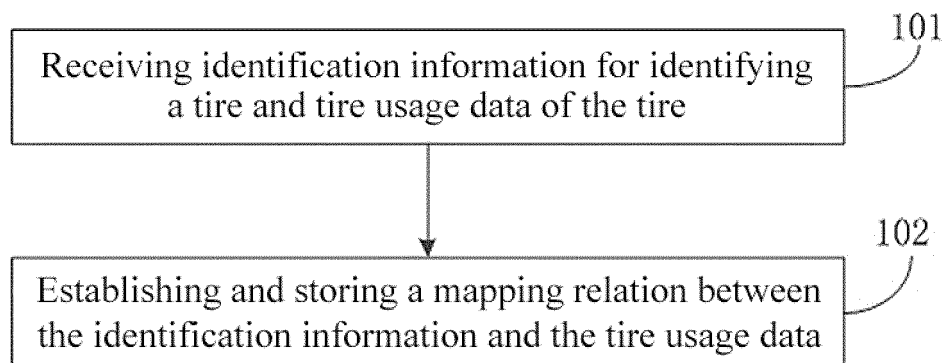 101
Receiving identification information for identifying
a tire and tire usage data of the tire
102
Establishing and storing a mapping relation between
the identification information and the tire usage data